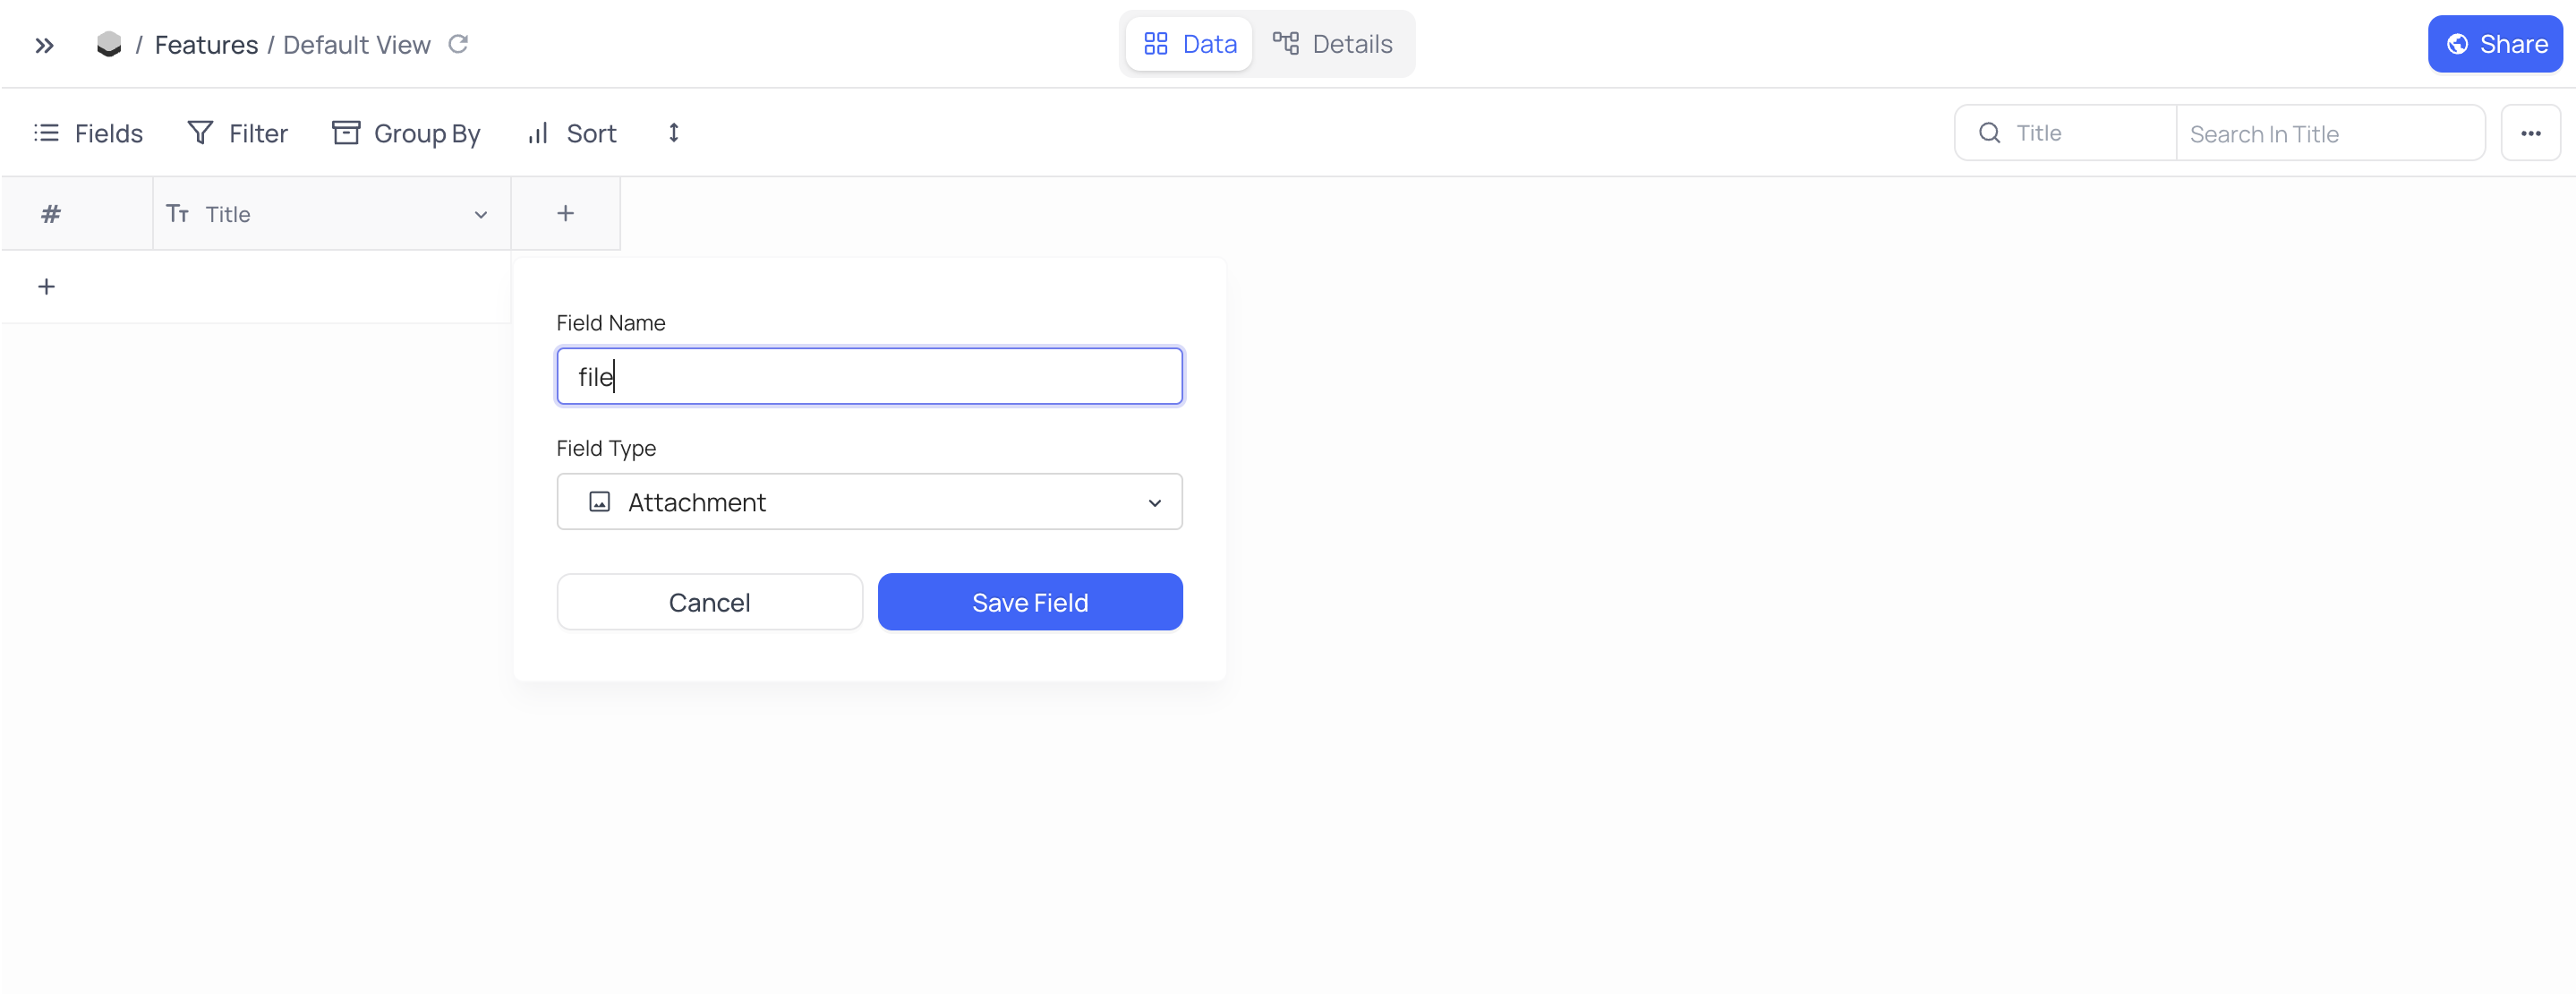 / Features / Default View
Data
Details
Share
Fields
Filter
Group By
Sort
Title
Search In Title
# Tт Title
Field Name
file
Field Type
Attachment
Cancel
Save Field